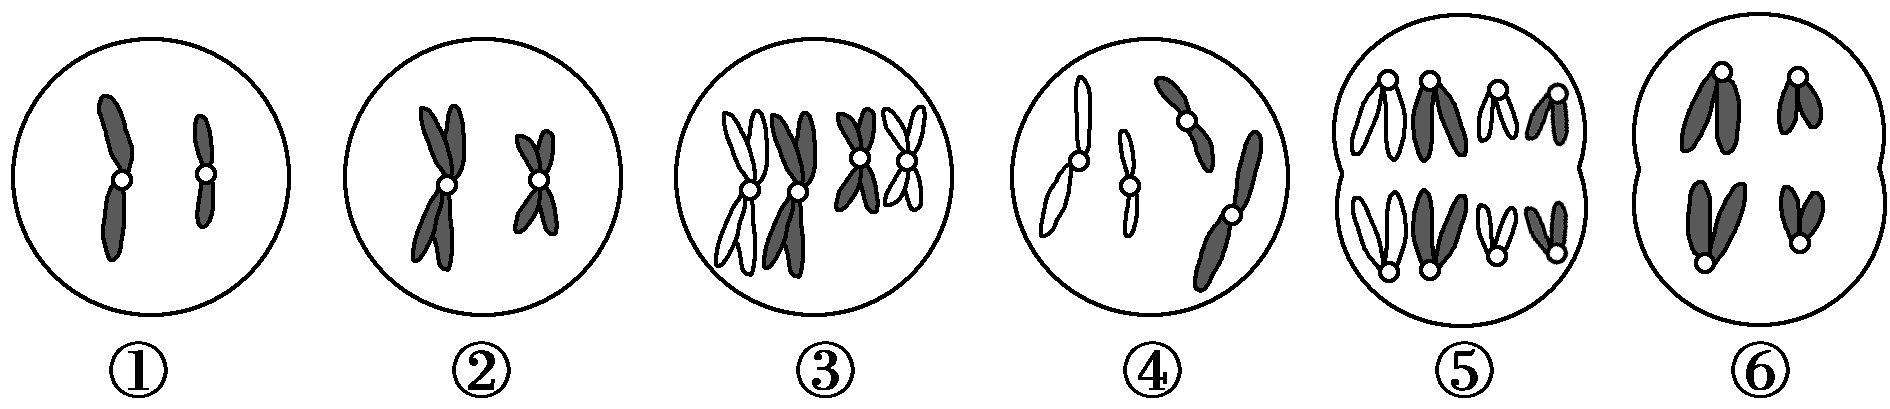 ① ② ③ ④ ⑤ ⑥